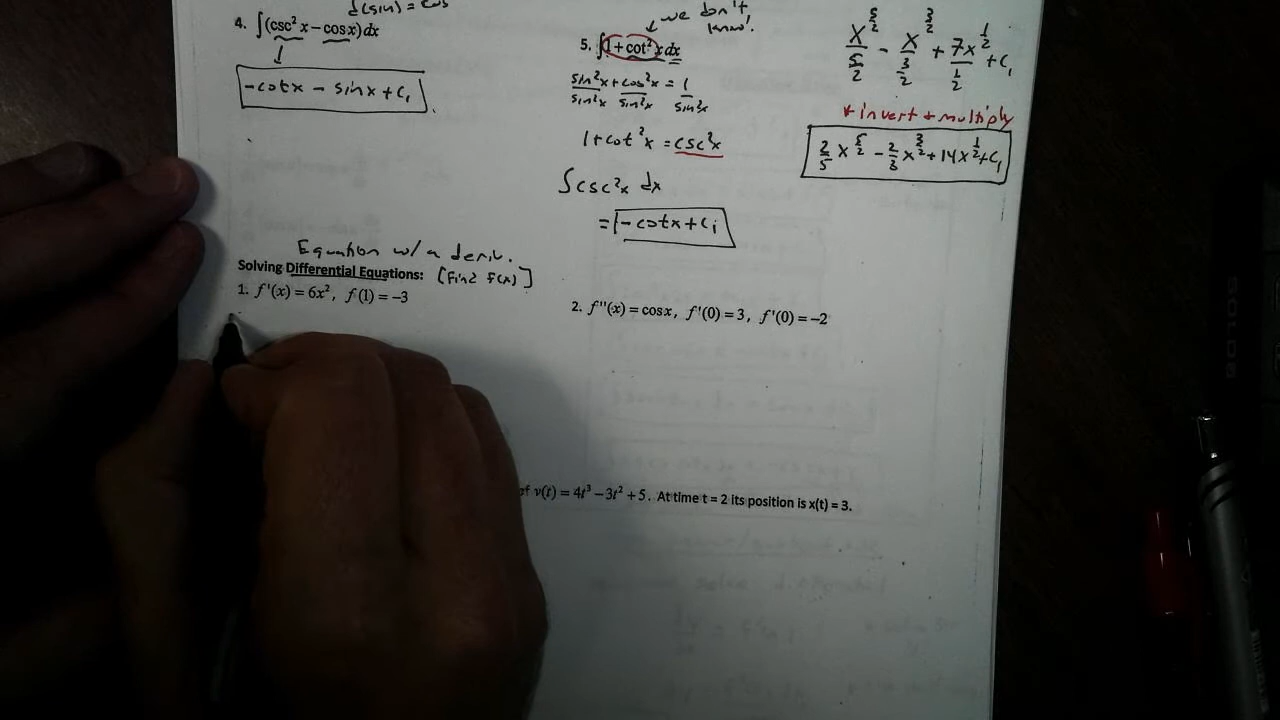 d(sin) = cos
4. ∫(csc² x − cos x) dx
-cotx - sinx + C₁
we don't know!
5. ∫(1 + cot² x) dx
sin²x/sin²x + cos²x/sin²x = 1/sin²x
1 + cot²x = csc²x
∫csc²x dx
= -cotx + C₁
x^(5/2)/(5/2) - x^(3/2)/(3/2) + 7x^(1/2)/(1/2) + C₁
* invert + multiply
2/5 x^(5/2) - 2/3 x^(3/2) + 14x^(1/2) + C₁
Equation w/ a deriv.
Solving Differential Equations: [Find f(x)]
1. f'(x) = 6x², f(1) = −3
2. f''(x) = cos x, f'(0) = 3, f'(0) = −2
of v(t) = 4t³ − 3t² + 5. At time t = 2 its position is x(t) = 3.